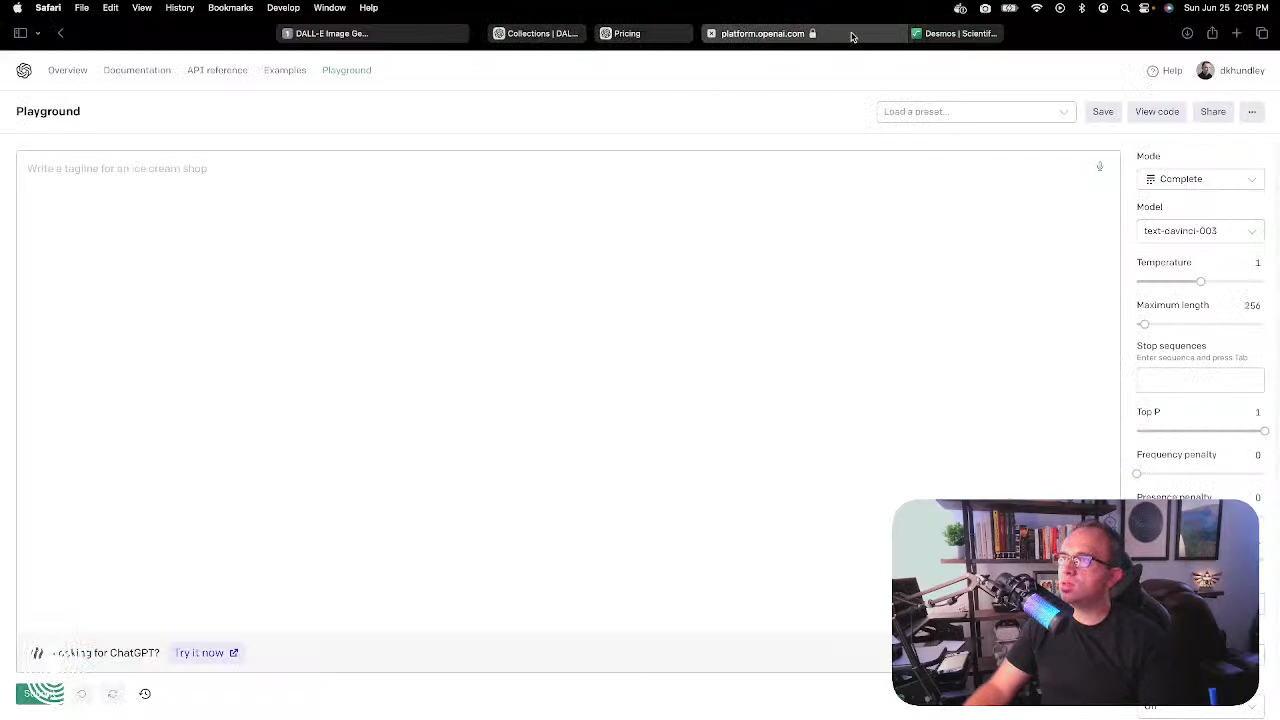 Safari File Edit View History Bookmarks Develop Window Help Sun Jun 25 2:05 PM
1 DALL-E Image Ge... Collections | DAL... Pricing platform.openai.com Desmos | Scientif...
Overview Documentation API reference Examples Playground Help dkhundley
Playground Load a preset... Save View code Share ...
Write a tagline for an ice cream shop
Mode
Complete
Model
text-davinci-003
Temperature 1
Maximum length 256
Stop sequences
Enter sequence and press Tab
Top P 1
Frequency penalty 0
Presence penalty 0
for ChatGPT? Try it now